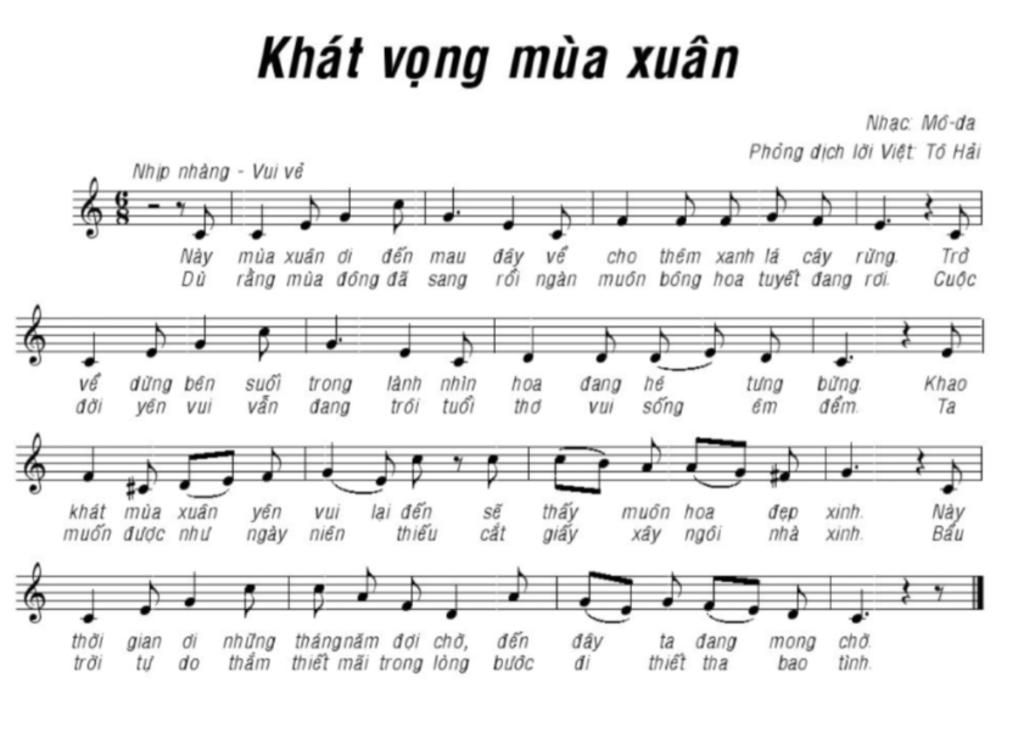 Khát vọng mùa xuân
Nhạc: Mô-da
Phỏng dịch lời Việt: Tô Hải
Nhịp nhàng - Vui vẻ
6
8
Này mùa xuân ơi đến mau đây về cho thêm xanh lá cây rừng. Trở
Dù rằng mùa đông đã sang rồi ngàn muôn bông hoa tuyết đang rơi. Cuộc
về dừng bên suối trong lành nhìn hoa đang hé tưng bừng. Khao
đời yên vui vẫn đang trôi tuổi thơ vui sống êm đềm. Ta
khát mùa xuân yên vui lại đến sẽ thấy muôn hoa đẹp xinh. Này
muốn được như ngày niên thiếu cắt giấy xây ngôi nhà xinh. Bầu
thời gian ơi những tháng năm đợi chờ, đến đây ta đang mong chờ.
trời tự do thắm thiết mãi trong lòng bước đi thiết tha bao tình.